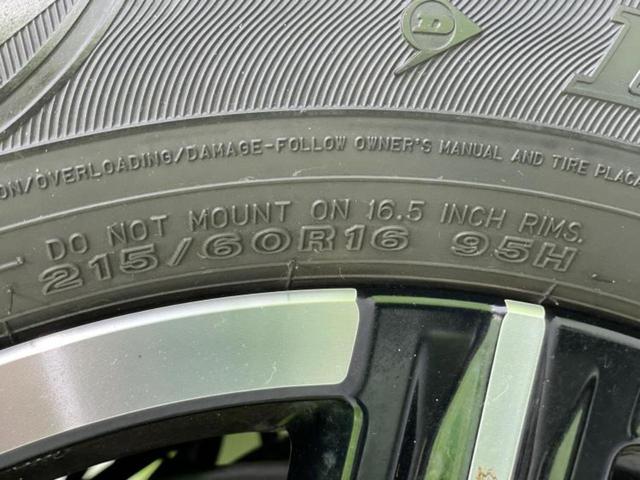 D
ON/OVERLOADING/DAMAGE-FOLLOW OWNER'S MANUAL AND TIRE PLACA
DO NOT MOUNT ON 16.5 INCH RIMS.
215/60R16 95H